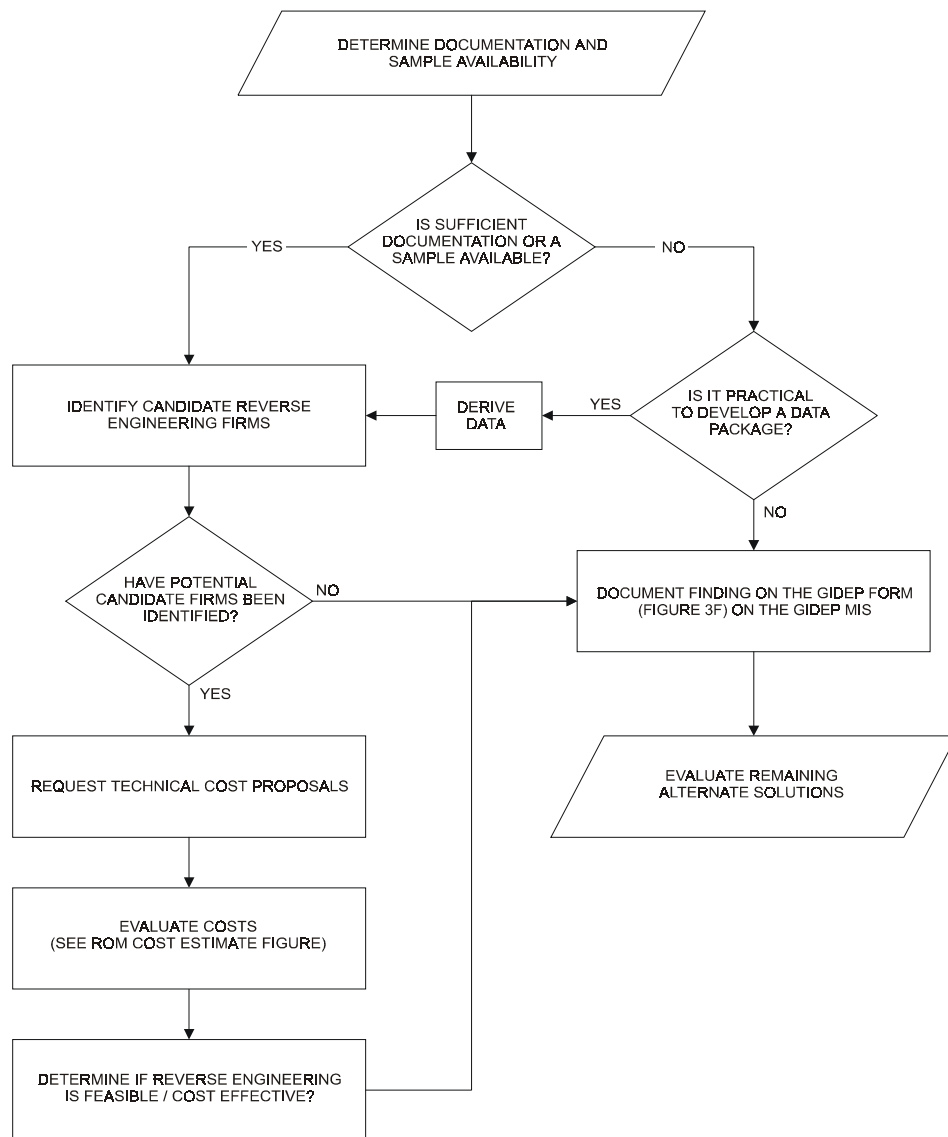 DETERMINE DOCUMENTATION AND
SAMPLE AVAILABILITY
IS SUFFICIENT
DOCUMENTATION OR A
SAMPLE AVAILABLE?
YES
NO
IDENTIFY CANDIDATE REVERSE
ENGINEERING FIRMS
DERIVE
DATA
YES
IS IT PRACTICAL
TO DEVELOP A DATA
PACKAGE?
NO
HAVE POTENTIAL
CANDIDATE FIRMS BEEN
IDENTIFIED?
NO
DOCUMENT FINDING ON THE GIDEP FORM
(FIGURE 3F) ON THE GIDEP MIS
YES
REQUEST TECHNICAL COST PROPOSALS
EVALUATE REMAINING
ALTERNATE SOLUTIONS
EVALUATE COSTS
(SEE ROM COST ESTIMATE FIGURE)
DETERMINE IF REVERSE ENGINEERING
IS FEASIBLE / COST EFFECTIVE?